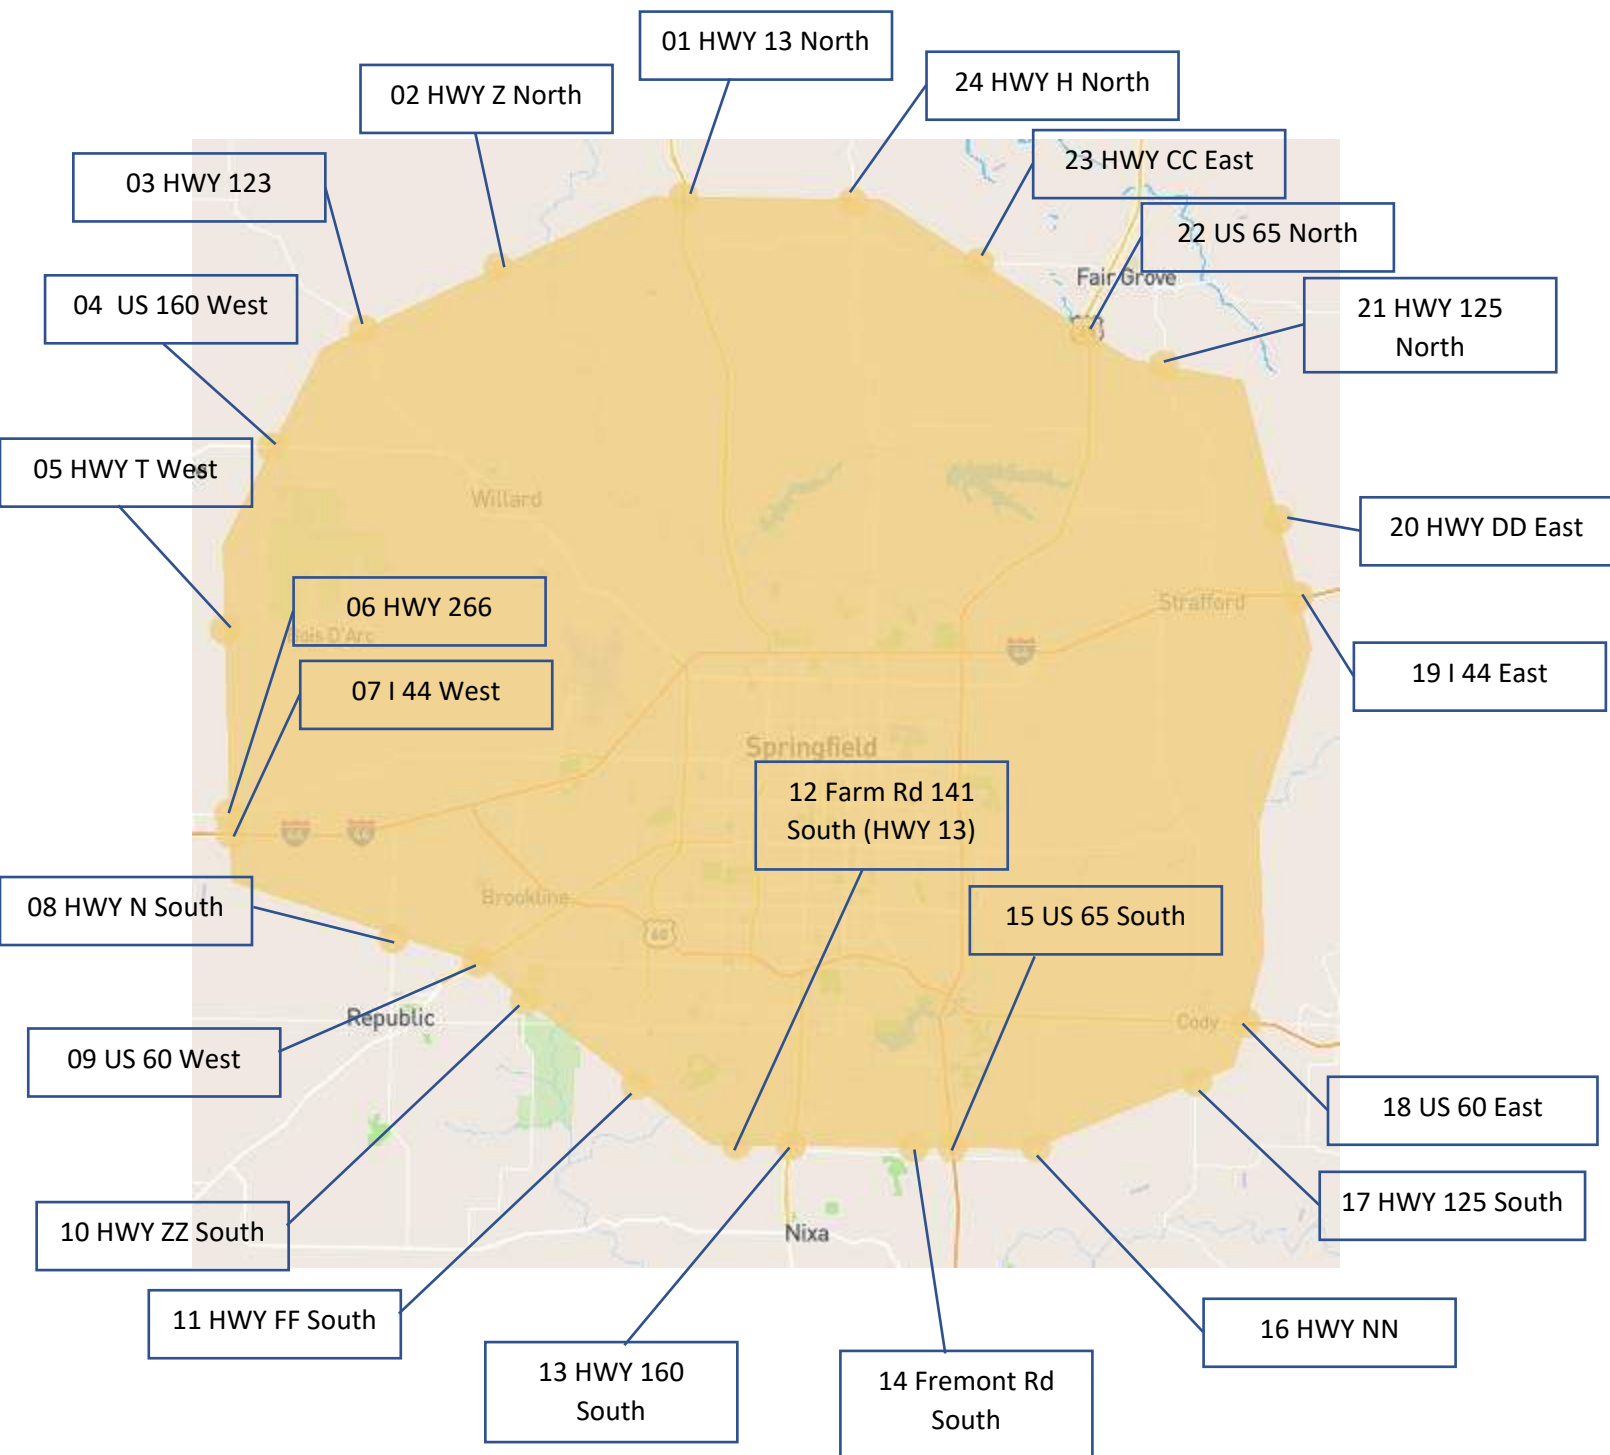 01 HWY 13 North
24 HWY H North
02 HWY Z North
23 HWY CC East
03 HWY 123
22 US 65 North
Fair Grove
04 US 160 West
21 HWY 125
North
05 HWY T West
Willard
20 HWY DD East
06 HWY 266
Strafford
Bois D'Arc
44
07 I 44 West
19 I 44 East
Springfield
12 Farm Rd 141
South (HWY 13)
44
44
Brookline
08 HWY N South
15 US 65 South
60
Republic
Cody
09 US 60 West
18 US 60 East
17 HWY 125 South
10 HWY ZZ South
Nixa
11 HWY FF South
16 HWY NN
13 HWY 160
South
14 Fremont Rd
South